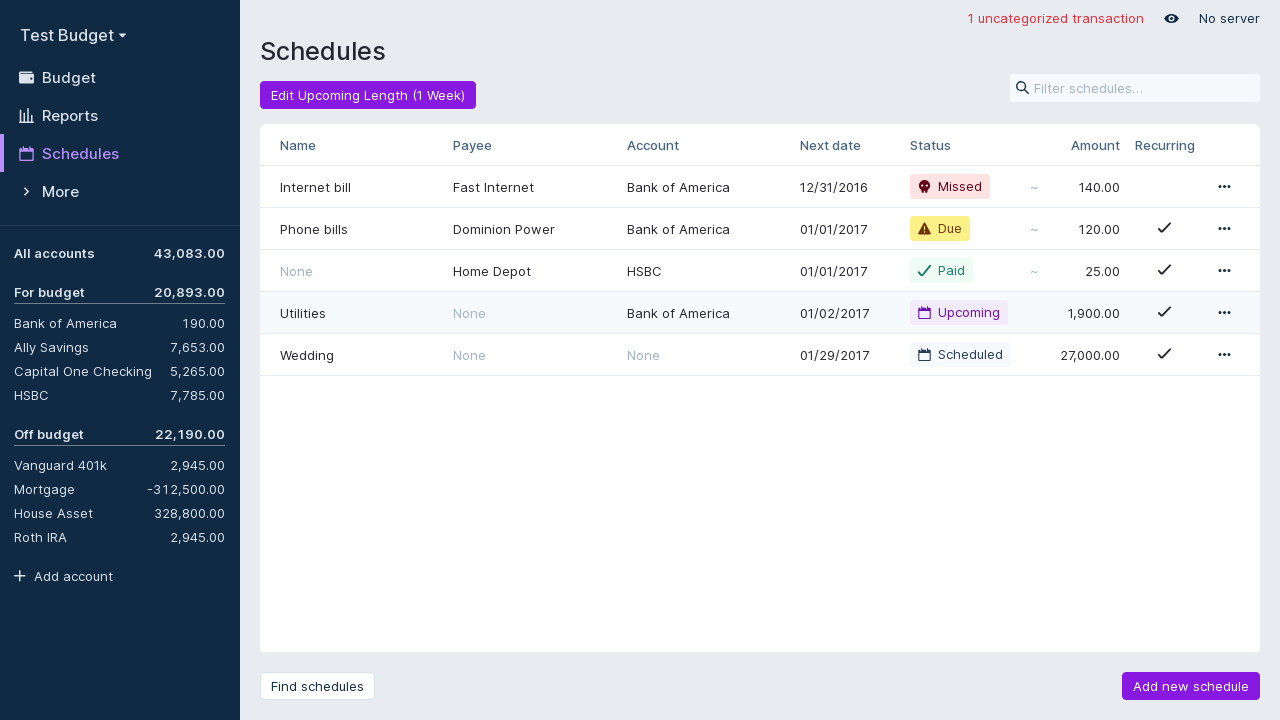 Test Budget
Budget
Reports
Schedules
More
All accounts 43,083.00
For budget 20,893.00
Bank of America 190.00
Ally Savings 7,653.00
Capital One Checking 5,265.00
HSBC 7,785.00
Off budget 22,190.00
Vanguard 401k 2,945.00
Mortgage -312,500.00
House Asset 328,800.00
Roth IRA 2,945.00
Add account
1 uncategorized transaction No server
Schedules
Edit Upcoming Length (1 Week)
Filter schedules…
Name Payee Account Next date Status Amount Recurring
Internet bill Fast Internet Bank of America 12/31/2016 Missed ~ 140.00
Phone bills Dominion Power Bank of America 01/01/2017 Due ~ 120.00
None Home Depot HSBC 01/01/2017 Paid ~ 25.00
Utilities None Bank of America 01/02/2017 Upcoming 1,900.00
Wedding None None 01/29/2017 Scheduled 27,000.00
Find schedules Add new schedule